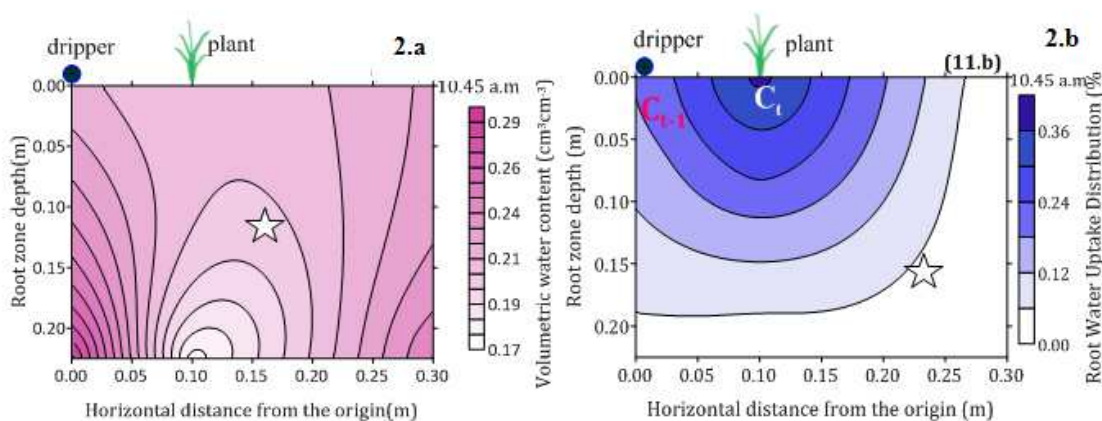 dripper
plant
2.a
10.45 a.m
0.00
0.05
0.10
0.15
0.20
Root zone depth(m)
0.00 0.05 0.10 0.15 0.20 0.25 0.30
Horizontal distance from the origin(m)
0.29
0.26
0.24
0.21
0.19
0.17
Volumetric water content (cm³cm⁻³)
dripper
plant
2.b
(11.b)
10.45 a.m
C_t
C_t-1
0.00
0.05
0.10
0.15
0.20
Root zone depth (m)
0.00 0.05 0.10 0.15 0.20 0.25 0.30
Horizontal distance from the origin (m)
0.36
0.24
0.12
0.00
Root Water Uptake Distribution (%